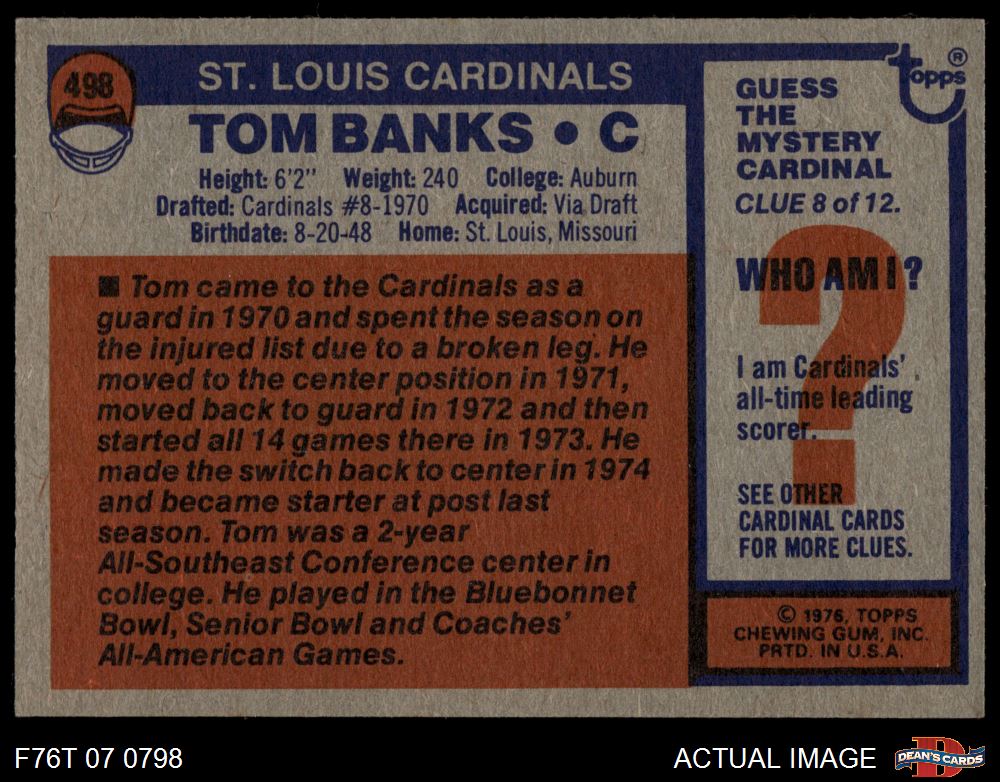 498
ST. LOUIS CARDINALS
TOM BANKS • C
Height: 6'2" Weight: 240 College: Auburn
Drafted: Cardinals #8-1970 Acquired: Via Draft
Birthdate: 8-20-48 Home: St. Louis, Missouri
■ Tom came to the Cardinals as a
guard in 1970 and spent the season on
the injured list due to a broken leg. He
moved to the center position in 1971,
moved back to guard in 1972 and then
started all 14 games there in 1973. He
made the switch back to center in 1974
and became starter at post last
season. Tom was a 2-year
All-Southeast Conference center in
college. He played in the Bluebonnet
Bowl, Senior Bowl and Coaches'
All-American Games.
topps®
GUESS
THE
MYSTERY
CARDINAL
CLUE 8 of 12.
?
WHO AM I?
I am Cardinals'
all-time leading
scorer.
SEE OTHER
CARDINAL CARDS
FOR MORE CLUES.
© 1976, TOPPS
CHEWING GUM, INC.
PRTD. IN U.S.A.
F76T 07 0798
ACTUAL IMAGE
D
DEAN'S CARDS